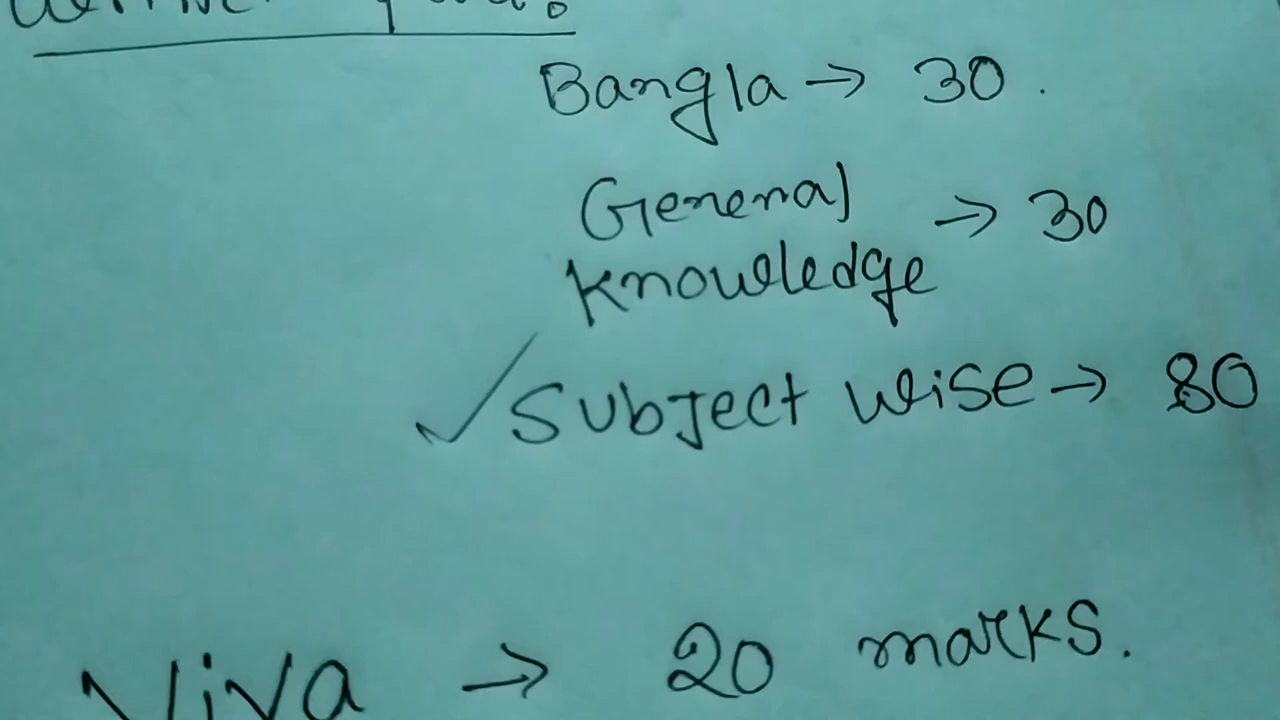 Bangla → 30.
General
knowledge → 30
✓ Subject wise → 80
Viva → 20 marks.